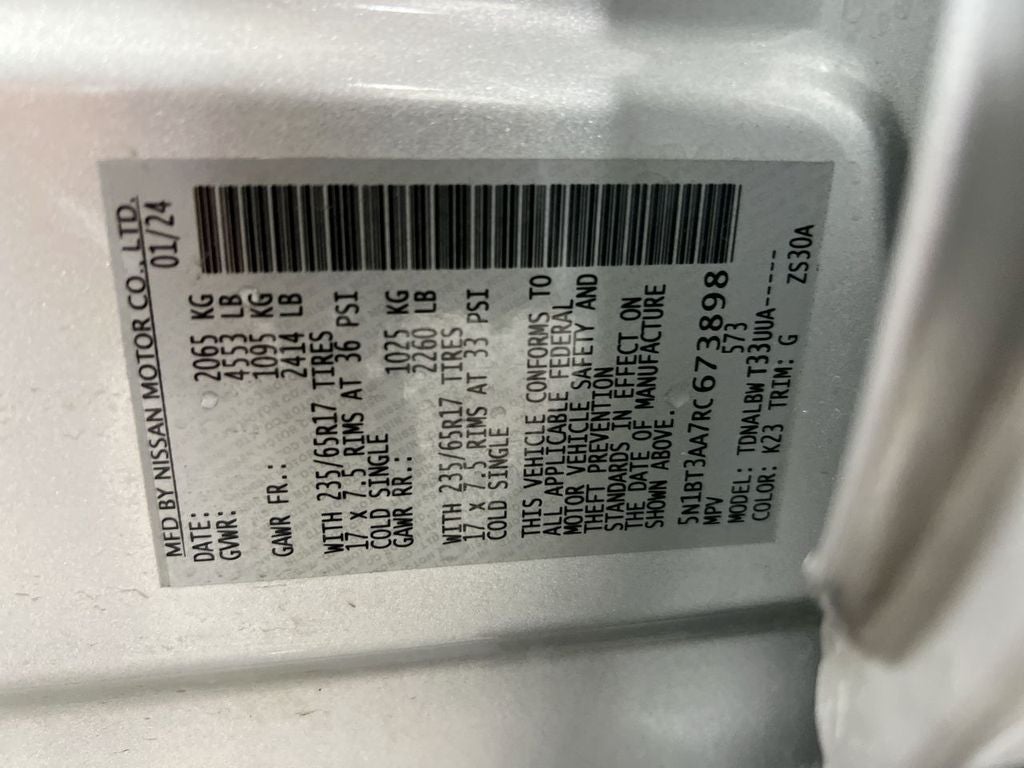 MFD BY NISSAN MOTOR CO., LTD.
DATE: 01/24
GVWR: 2065 KG
4553 LB
GAWR FR.: 1095 KG
2414 LB
WITH 235/65R17 TIRES
17 X 7.5 RIMS AT 36 PSI
COLD SINGLE
GAWR RR.: 1025 KG
2260 LB
WITH 235/65R17 TIRES
17 X 7.5 RIMS AT 33 PSI
COLD SINGLE
THIS VEHICLE CONFORMS TO
ALL APPLICABLE FEDERAL
MOTOR VEHICLE SAFETY AND
THEFT PREVENTION
STANDARDS IN EFFECT ON
THE DATE OF MANUFACTURE
SHOWN ABOVE.
5N1BT3AA7RC673898
MPV 573
MODEL: TDNALBW T33UUA-----
COLOR: K23 TRIM: G ZS30A